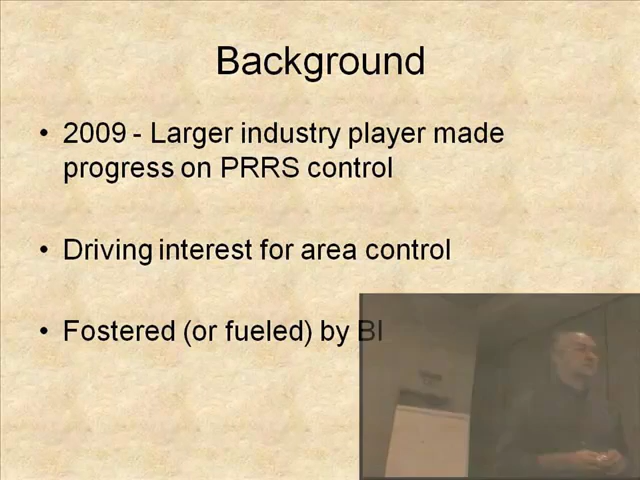 Background
• 2009 - Larger industry player made
progress on PRRS control
• Driving interest for area control
• Fostered (or fueled) by BI